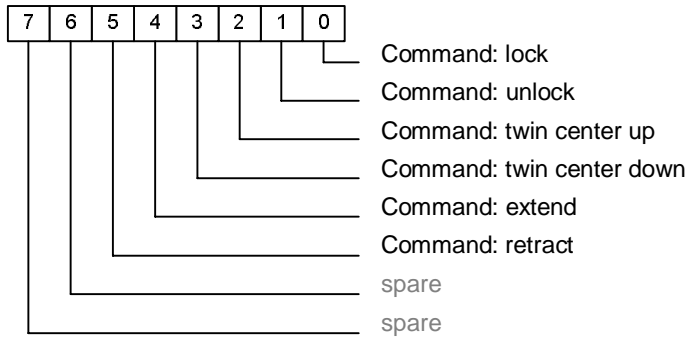 7 6 5 4 3 2 1 0
Command: lock
Command: unlock
Command: twin center up
Command: twin center down
Command: extend
Command: retract
spare
spare